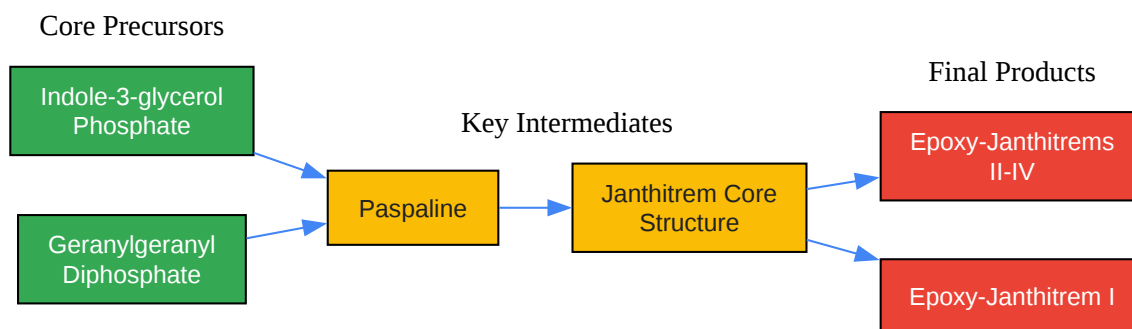 Core Precursors
Indole-3-glycerol
Phosphate
Geranylgeranyl
Diphosphate
Key Intermediates
Paspaline
Janthitrem Core
Structure
Final Products
Epoxy-Janthitrems
II-IV
Epoxy-Janthitrem I